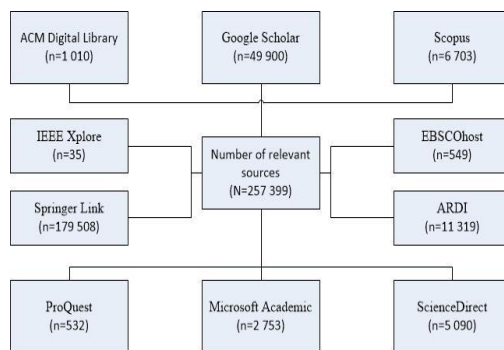 ACM Digital Library
(n=1 010)
Google Scholar
(n=49 900)
Scopus
(n=6 703)
IEEE Xplore
(n=35)
Number of relevant
sources
(N=257 399)
EBSCOhost
(n=549)
Springer Link
(n=179 508)
ARDI
(n=11 319)
ProQuest
(n=532)
Microsoft Academic
(n=2 753)
ScienceDirect
(n=5 090)